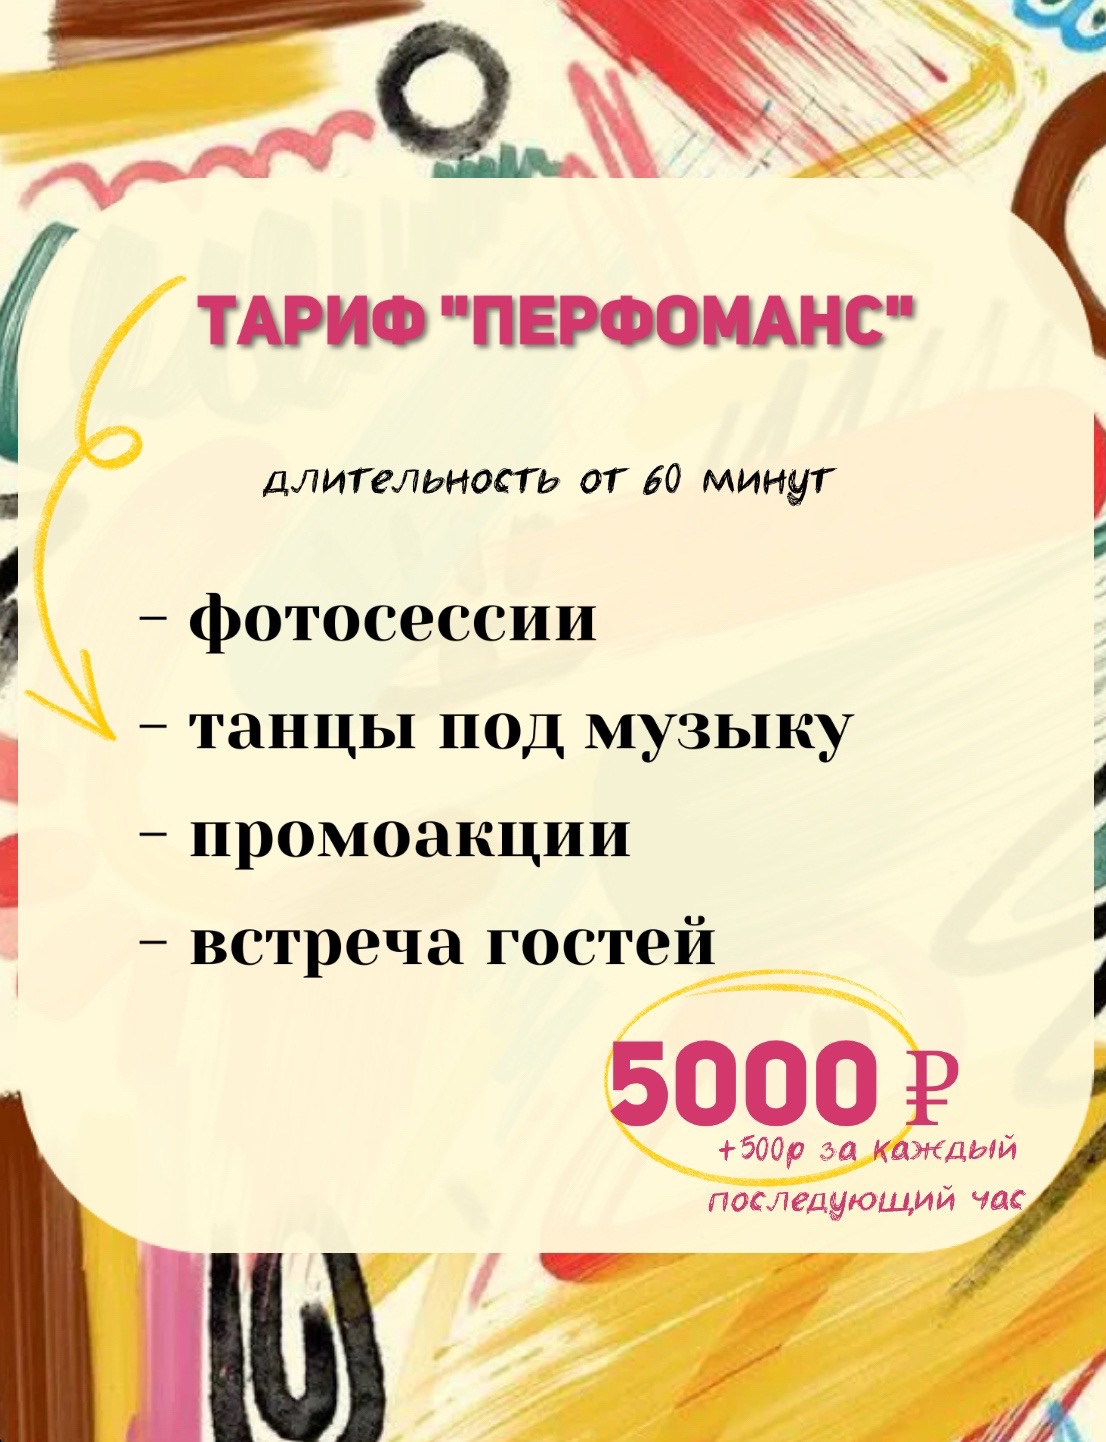 ТАРИФ "ПЕРФОМАНС"
длительность от 60 минут
– фотосессии
– танцы под музыку
– промоакции
– встреча гостей
5000 ₽
+500р за каждый
последующий час